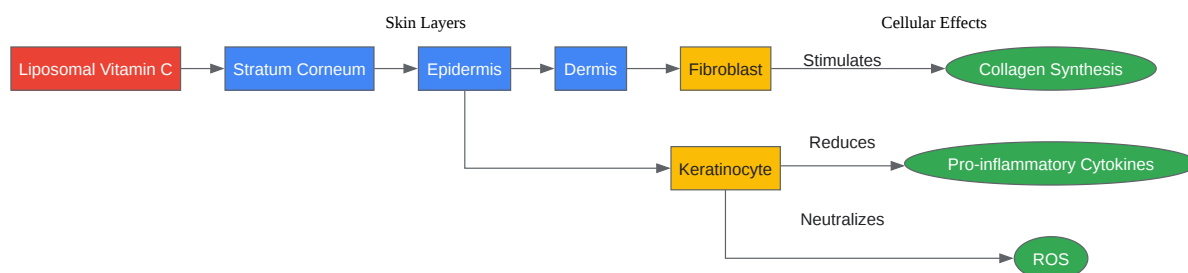 Skin Layers
Cellular Effects
Liposomal Vitamin C
Stratum Corneum
Epidermis
Dermis
Fibroblast
Stimulates
Collagen Synthesis
Keratinocyte
Reduces
Pro-inflammatory Cytokines
Neutralizes
ROS